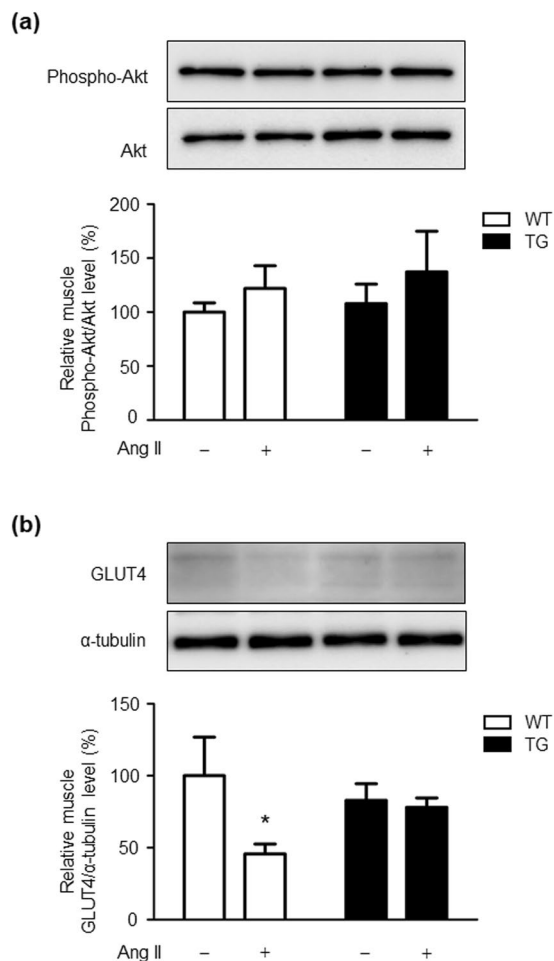 (a)
Phospho-Akt
Akt
Relative muscle
Phospho-Akt/Akt level (%)
200
150
100
50
0
WT
TG
Ang II – + – +
(b)
GLUT4
α-tubulin
Relative muscle
GLUT4/α-tubulin level (%)
150
100
50
0
*
WT
TG
Ang II – + – +